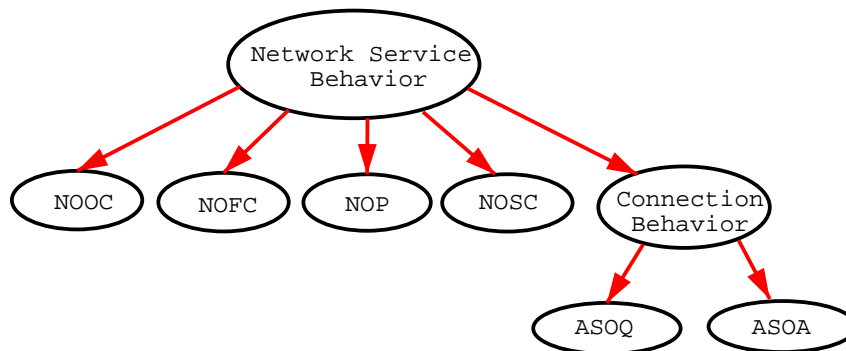 Network Service
Behavior
NOOC
NOFC
NOP
NOSC
Connection
Behavior
ASOQ
ASOA